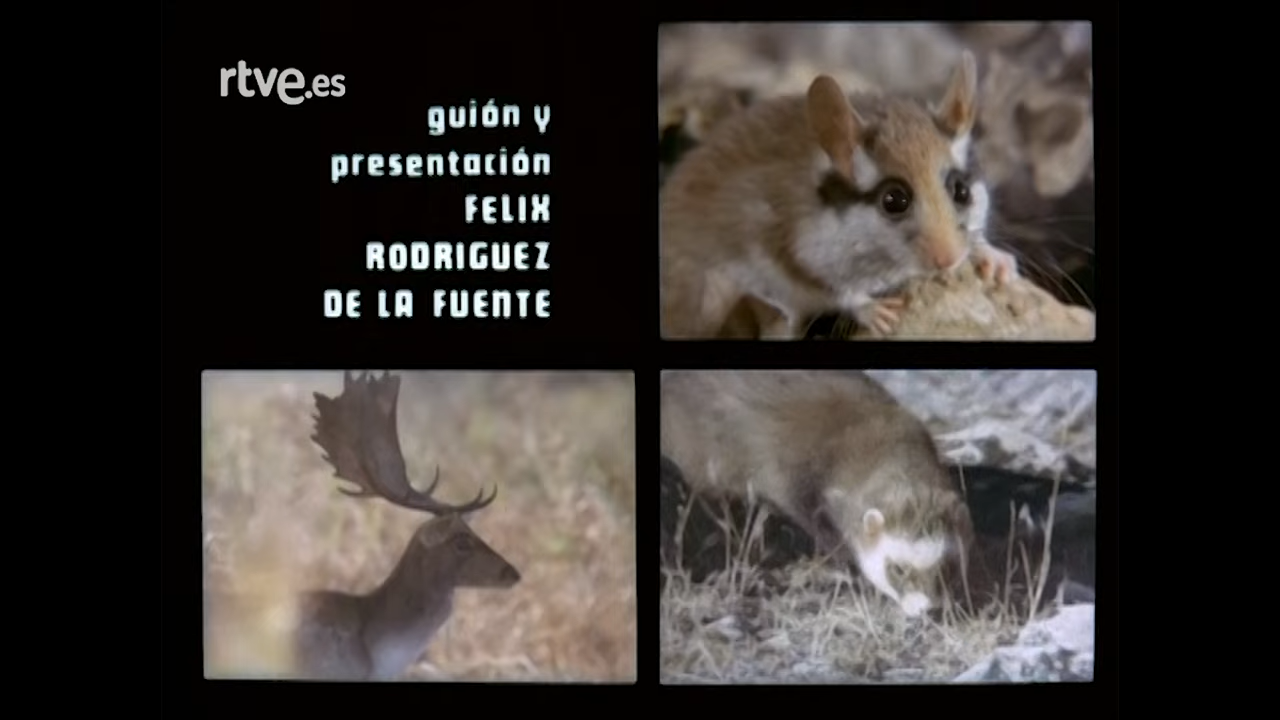 rtve.es
guión y
presentación
FELIX
RODRIGUEZ
DE LA FUENTE